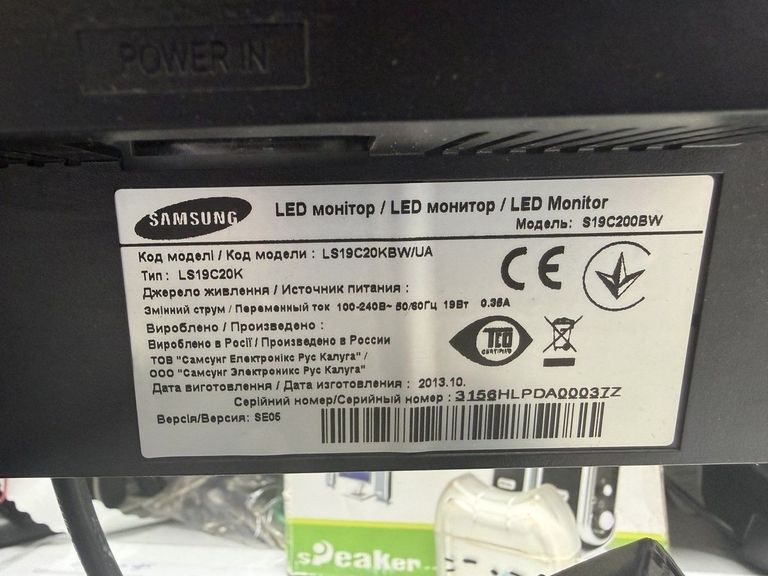 POWER IN
SAMSUNG
LED монітор / LED монитор / LED Monitor
Модель: S19C200BW
Код моделі / Код модели : LS19C20KBW/UA
Тип : LS19C20K
Джерело живлення / Источник питания :
Змінний струм / Переменный ток 100-240В~ 50/60Гц 19Вт 0.35А
Вироблено / Произведено :
Вироблено в Росії / Произведено в России
ТОВ "Самсунг Електронікс Рус Калуга" /
ООО "Самсунг Электроникс Рус Калуга"
Дата виготовлення / Дата изготовления : 2013.10.
Серійний номер/Серийный номер : 3156HLPDA00037Z
Версія/Версия: SE05
CE
TCO
CERTIFIED
speaker